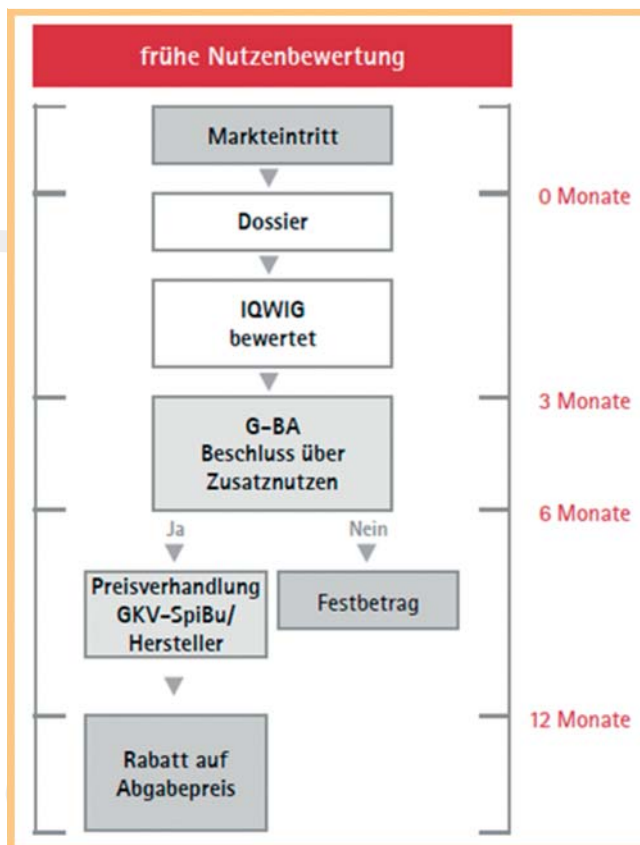 frühe Nutzenbewertung
Markteintritt
0 Monate
Dossier
IQWIG
bewertet
3 Monate
G-BA
Beschluss über
Zusatznutzen
6 Monate
Ja
Nein
Preisverhandlung
GKV-SpiBu/
Hersteller
Festbetrag
12 Monate
Rabatt auf
Abgabepreis